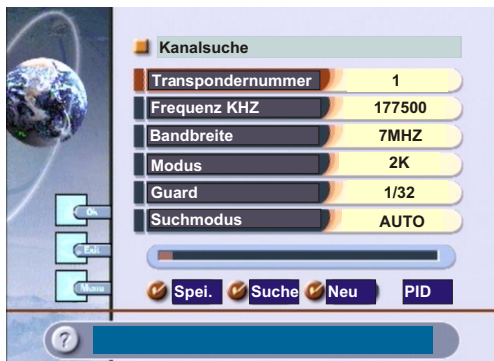 Kanalsuche
Transpondernummer 1
Frequenz KHZ 177500
Bandbreite 7MHZ
Modus 2K
Guard 1/32
Suchmodus AUTO
Ok
Exit
Menu
Spei. Suche Neu PID
?